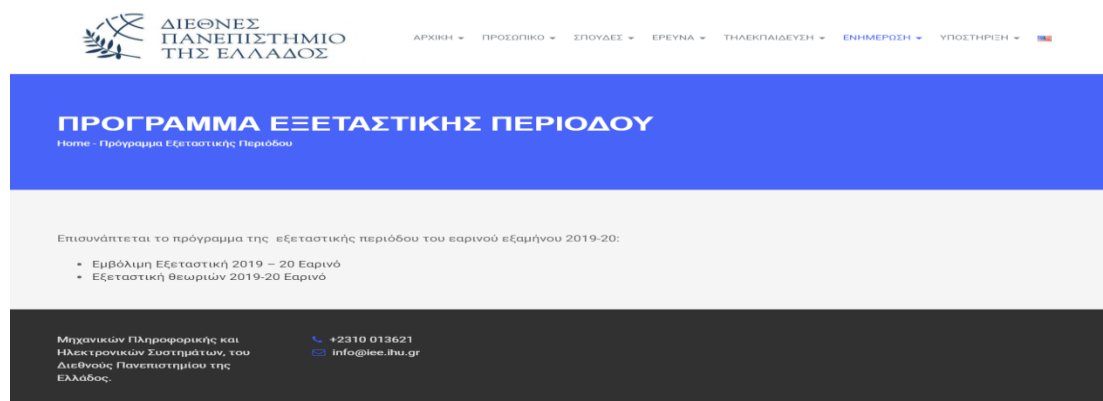 ΔΙΕΘΝΕΣ
ΠΑΝΕΠΙΣΤΗΜΙΟ
ΤΗΣ ΕΛΛΑΔΟΣ
ΑΡΧΙΚΗ ΠΡΟΣΩΠΙΚΟ ΣΠΟΥΔΕΣ ΕΡΕΥΝΑ ΤΗΛΕΚΠΑΙΔΕΥΣΗ ΕΝΗΜΕΡΩΣΗ ΥΠΟΣΤΗΡΙΞΗ
ΠΡΟΓΡΑΜΜΑ ΕΞΕΤΑΣΤΙΚΗΣ ΠΕΡΙΟΔΟΥ
Home - Πρόγραμμα Εξεταστικής Περιόδου
Επισυνάπτεται το πρόγραμμα της εξεταστικής περιόδου του εαρινού εξαμήνου 2019-20:
• Εμβόλιμη Εξεταστική 2019 – 20 Εαρινό
• Εξεταστική θεωριών 2019-20 Εαρινό
Μηχανικών Πληροφορικής και
Ηλεκτρονικών Συστημάτων, του
Διεθνούς Πανεπιστημίου της
Ελλάδος.
+2310 013621
info@iee.ihu.gr